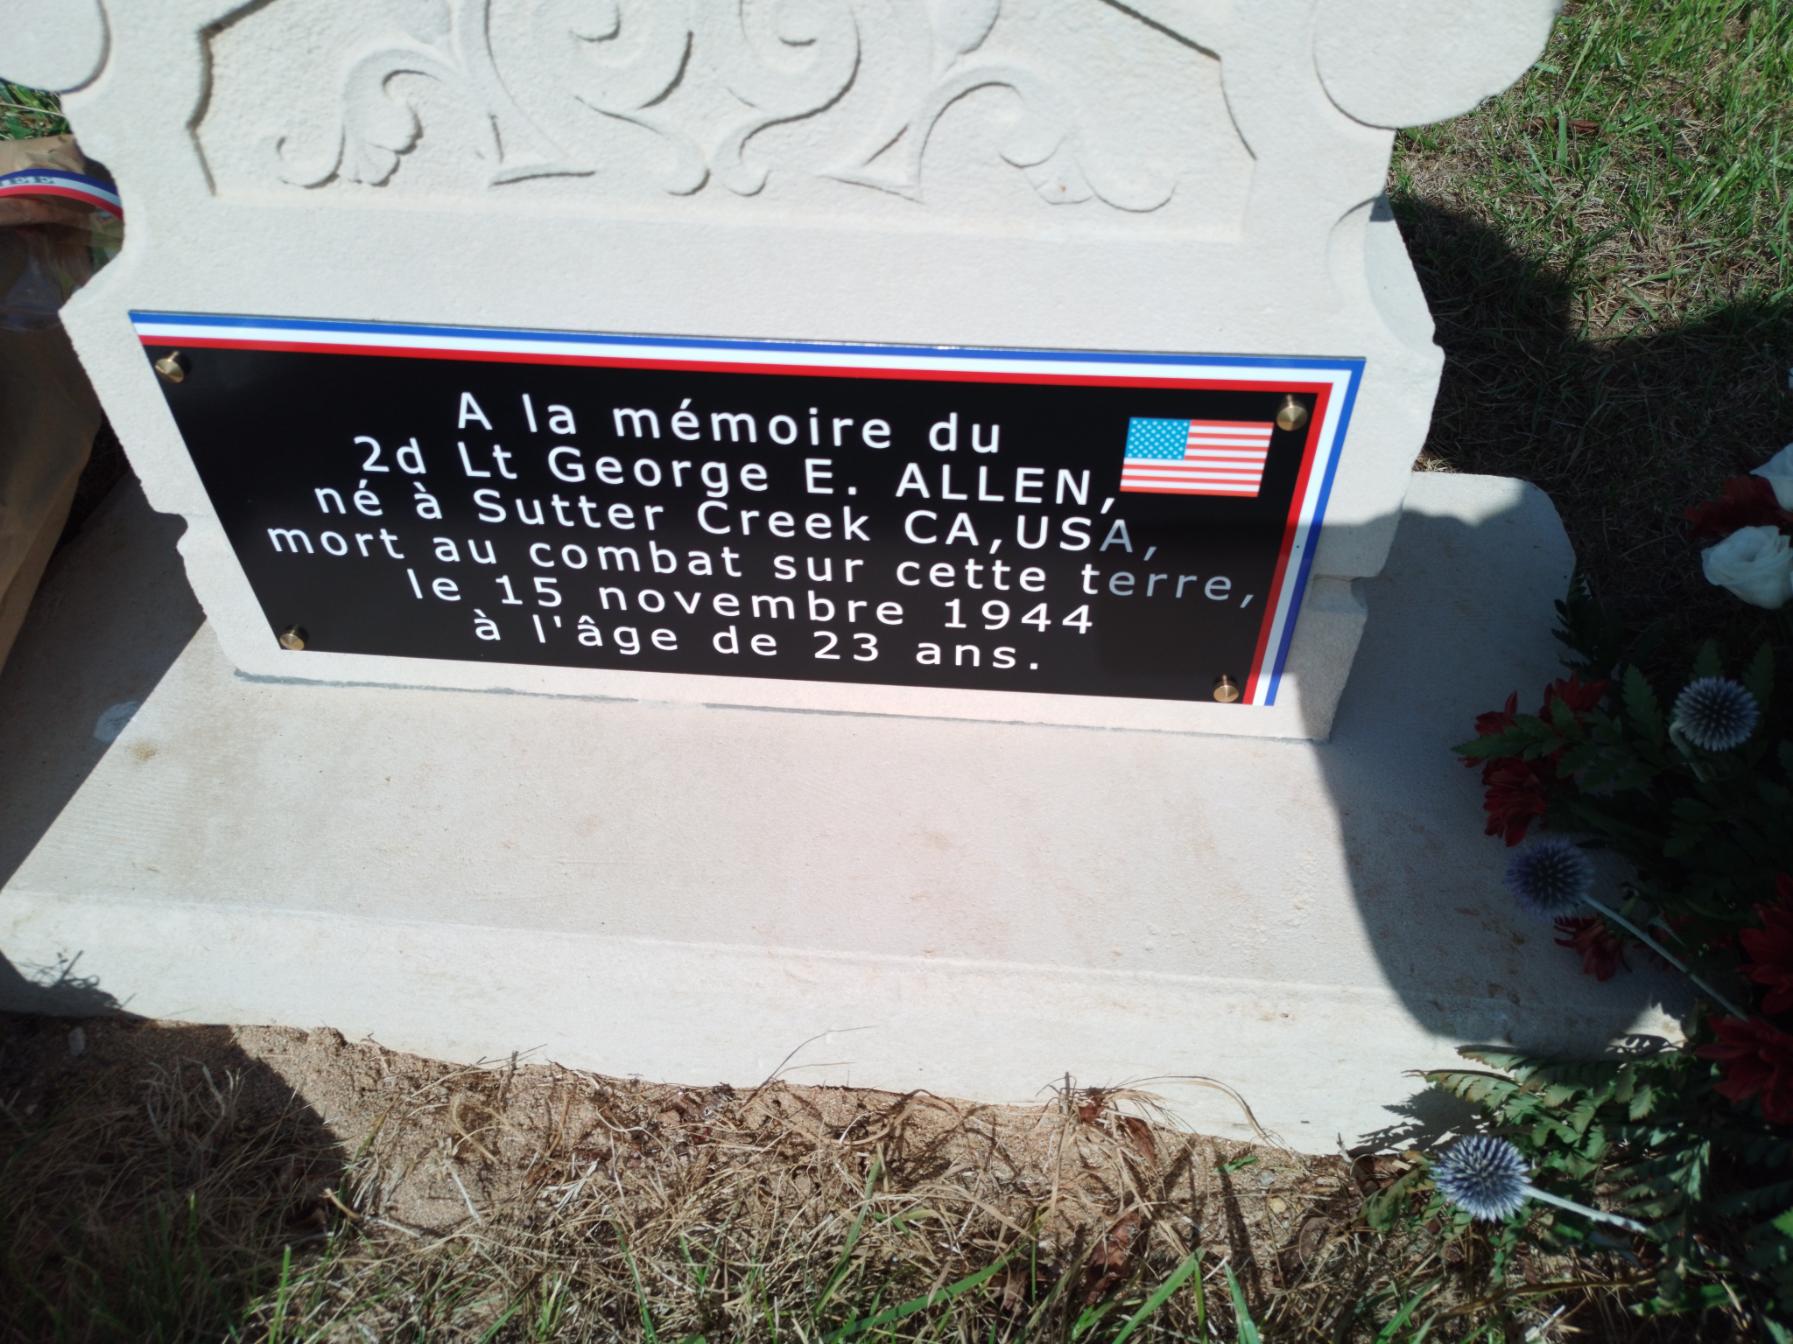 A la mémoire du
2d Lt George E. ALLEN,
né à Sutter Creek CA,USA,
mort au combat sur cette terre,
le 15 novembre 1944
à l'âge de 23 ans.